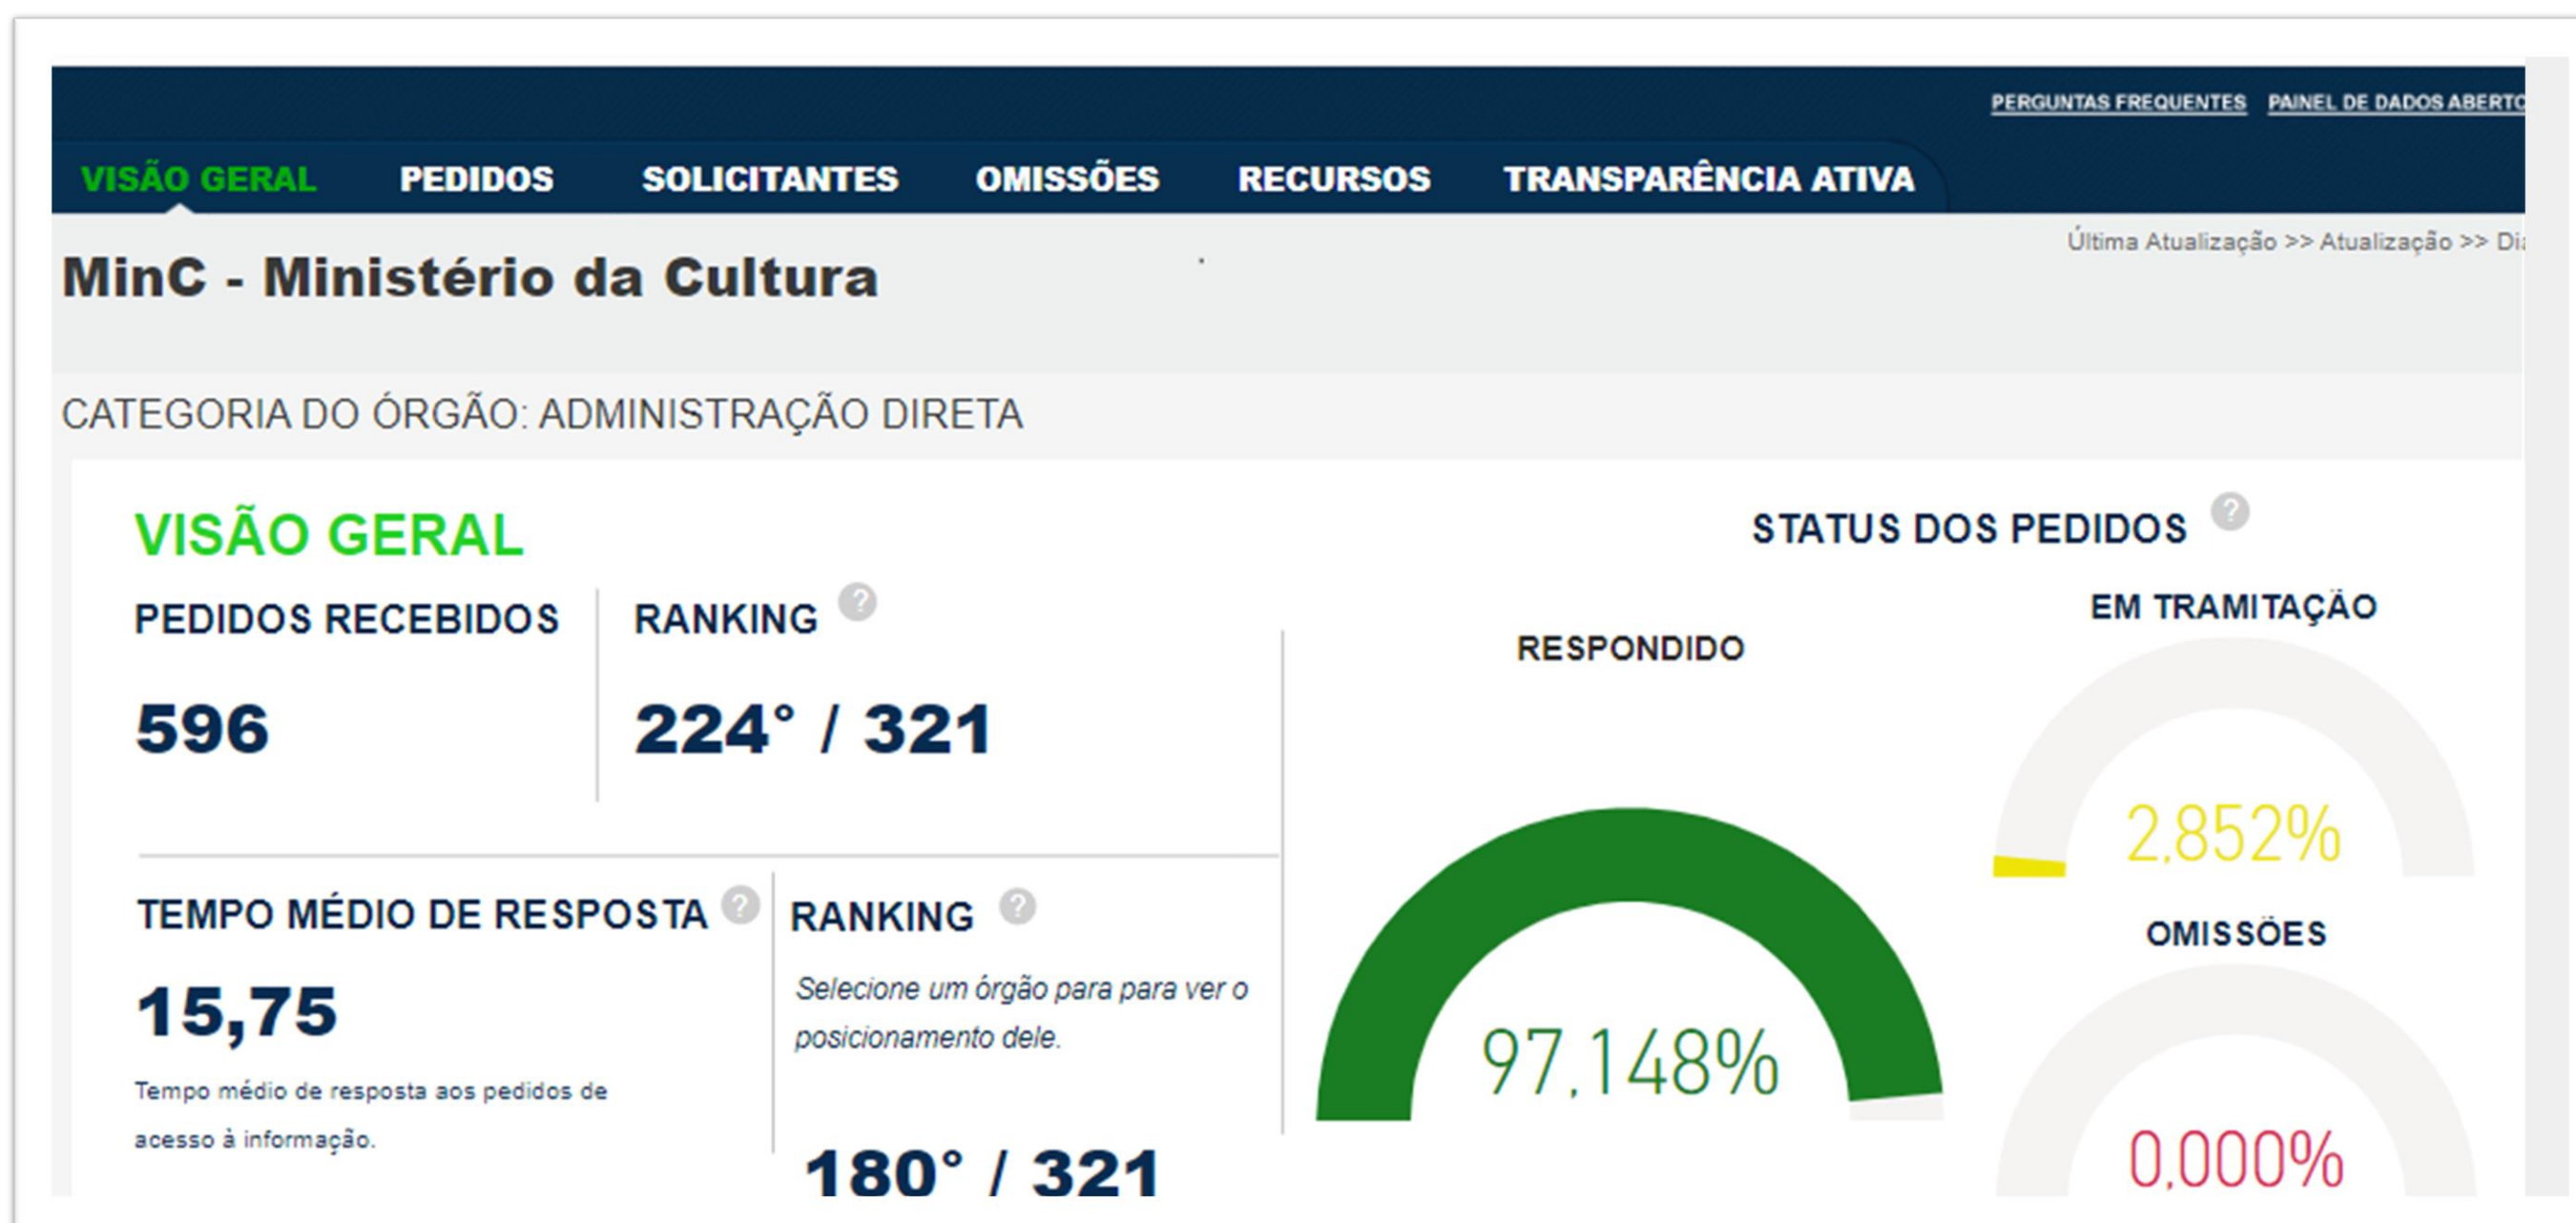 PERGUNTAS FREQUENTES PAINEL DE DADOS
VISÃO GERAL PEDIDOS SOLICITANTES OMISSÕES RECURSOS TRANSPARÊNCIA ATIVA
Última Atualização >> Atualização >>
MinC - Ministério da Cultura
CATEGORIA DO ÓRGÃO: ADMINISTRAÇÃO DIRETA
VISÃO GERAL
PEDIDOS RECEBIDOS
596
RANKING ?
224° / 321
TEMPO MÉDIO DE RESPOSTA ?
15,75
Tempo médio de resposta aos pedidos de
acesso à informação.
RANKING ?
Selecione um órgão para para ver o
posicionamento dele.
180° / 321
STATUS DOS PEDIDOS ?
RESPONDIDO
97,148%
EM TRAMITAÇÃO
2,852%
OMISSÕES
0,000%